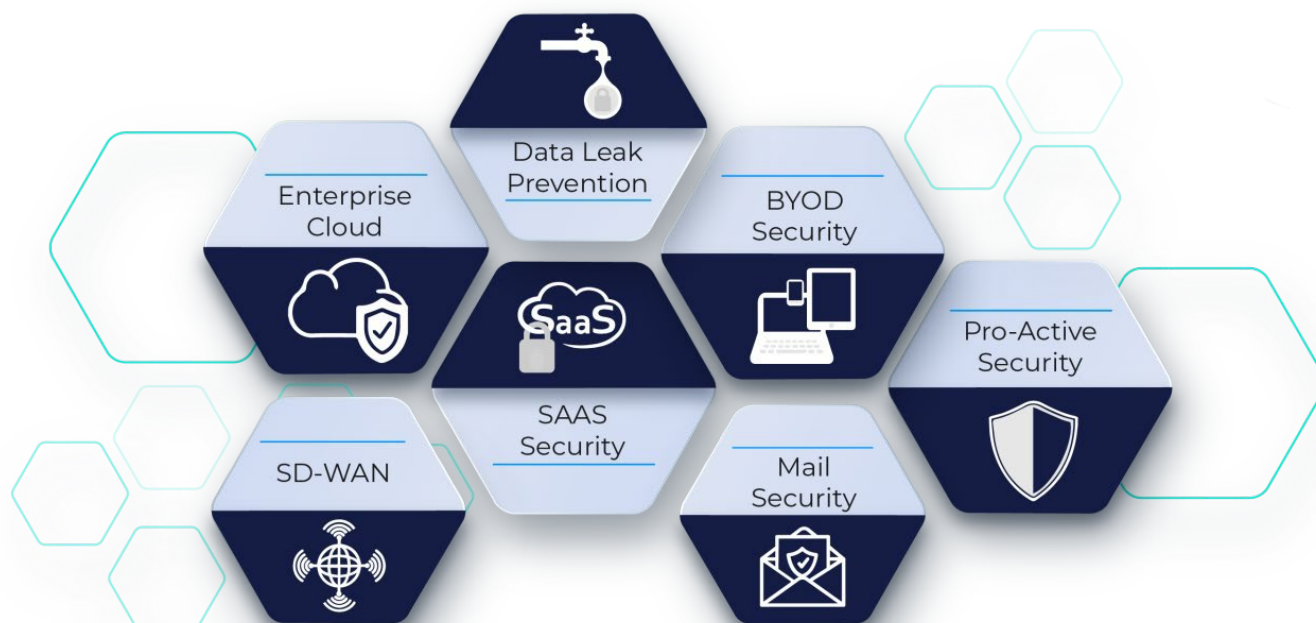 Data Leak
Prevention
Enterprise
Cloud
BYOD
Security
SaaS
SAAS
Security
Pro-Active
Security
SD-WAN
Mail
Security